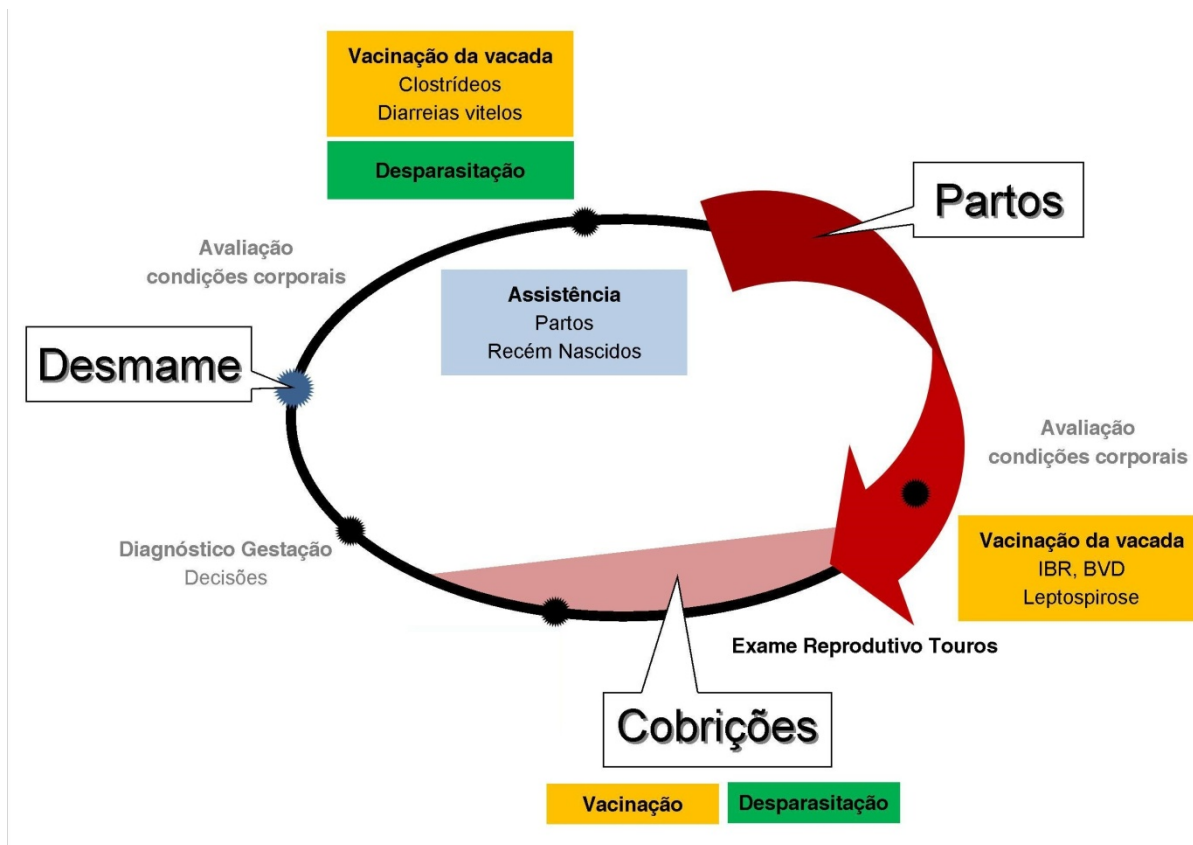 Vacinação da vacada
Clostrídeos
Diarreias vitelos
Desparasitação
Partos
Avaliação
condições corporais
Assistência
Partos
Recém Nascidos
Desmame
Avaliação
condições corporais
Diagnóstico Gestação
Decisões
Vacinação da vacada
IBR, BVD
Leptospirose
Exame Reprodutivo Touros
Cobrições
Vacinação
Desparasitação